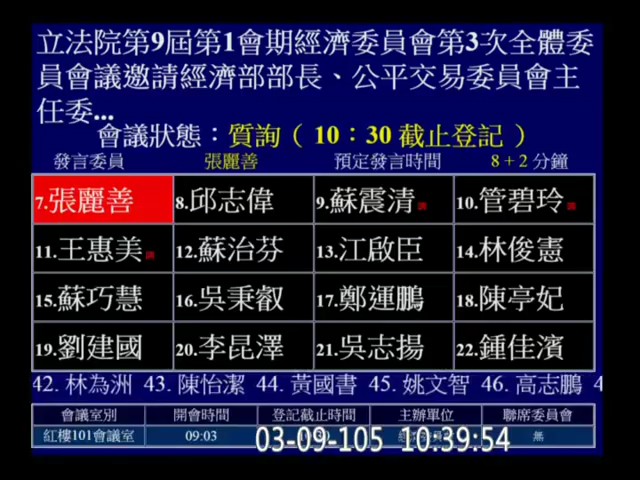 立法院第9屆第1會期經濟委員會第3次全體委
員會議邀請經濟部部長、公平交易委員會主
任委...
會議狀態：質詢（10：30截止登記）
發言委員 張麗善 預定發言時間 8+2分鐘
7.張麗善 8.邱志偉 9.蘇震清 10.管碧玲
11.王惠美 12.蘇治芬 13.江啟臣 14.林俊憲
15.蘇巧慧 16.吳秉叡 17.鄭運鵬 18.陳亭妃
19.劉建國 20.李昆澤 21.吳志揚 22.鍾佳濱
42. 林為洲 43. 陳怡潔 44. 黃國書 45. 姚文智 46. 高志鵬 4
會議室別 開會時間 登記截止時間 主辦單位 聯席委員會
紅樓101會議室 09:03 無
03-09-105 10:39:54